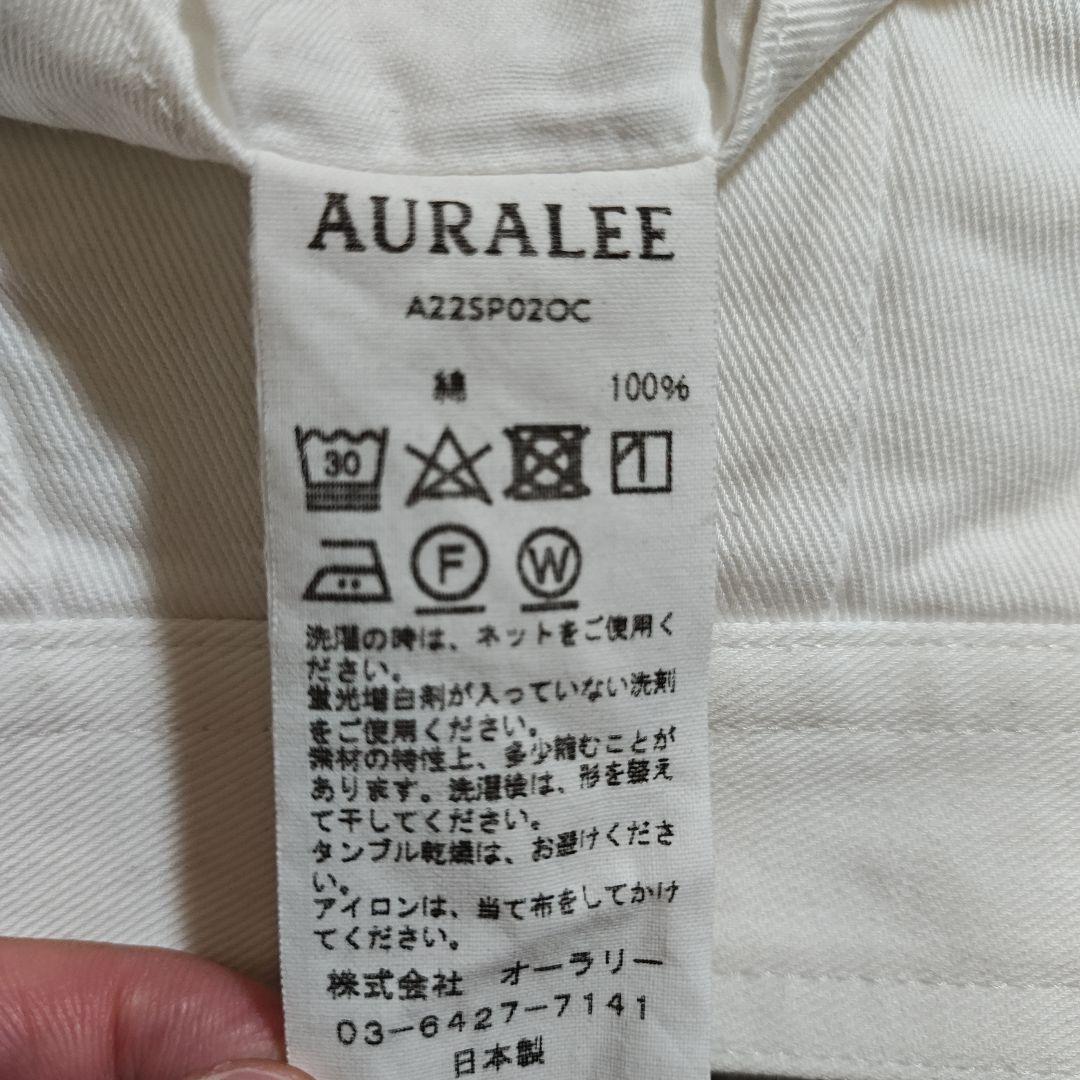 AURALEE
A22SP02OC
綿 100%
30
F W
洗濯の時は、ネットをご使用く
ださい。
蛍光増白剤が入っていない洗剤
をご使用ください。
素材の特性上、多少縮むことが
あります。洗濯後は、形を整え
て干してください。
タンブル乾燥は、お避けくださ
い。
アイロンは、当て布をしてかけ
てください。
株式会社 オーラリー
03-6427-7141
日本製